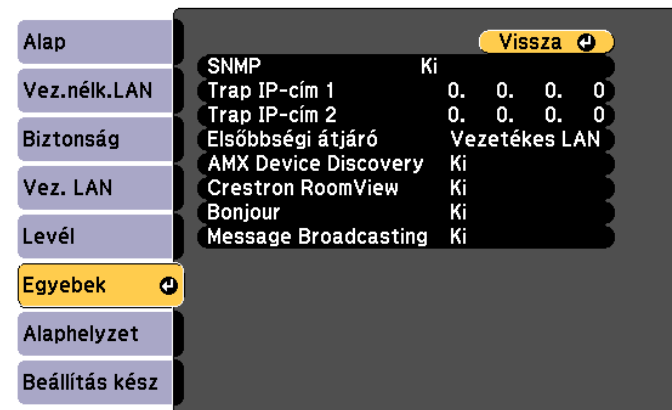 Alap
Vez.nélk.LAN
Biztonság
Vez. LAN
Levél
Egyebek
Alaphelyzet
Beállítás kész
Vissza
SNMP Ki
Trap IP-cím 1 0. 0. 0. 0
Trap IP-cím 2 0. 0. 0. 0
Elsőbbségi átjáró Vezetékes LAN
AMX Device Discovery Ki
Crestron RoomView Ki
Bonjour Ki
Message Broadcasting Ki